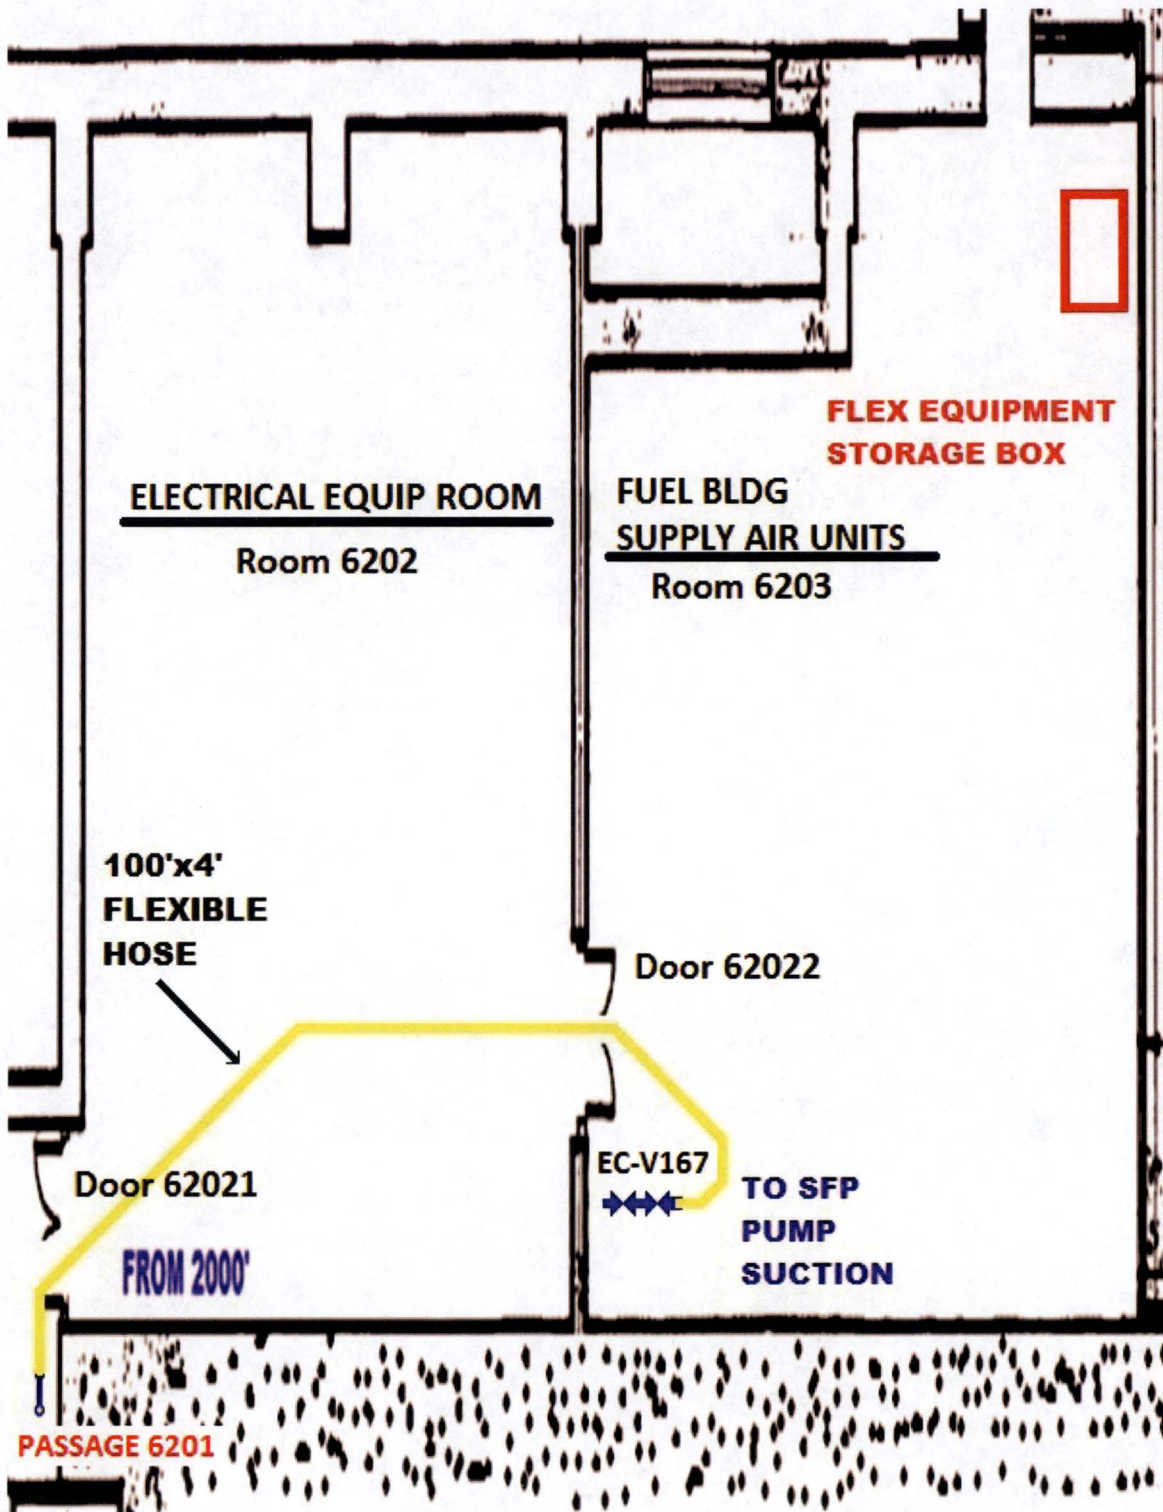 FLEX EQUIPMENT
STORAGE BOX
ELECTRICAL EQUIP ROOM
Room 6202
FUEL BLDG
SUPPLY AIR UNITS
Room 6203
100'x4'
FLEXIBLE
HOSE
Door 62022
Door 62021
EC-V167
TO SFP
PUMP
SUCTION
FROM 2000'
PASSAGE 6201